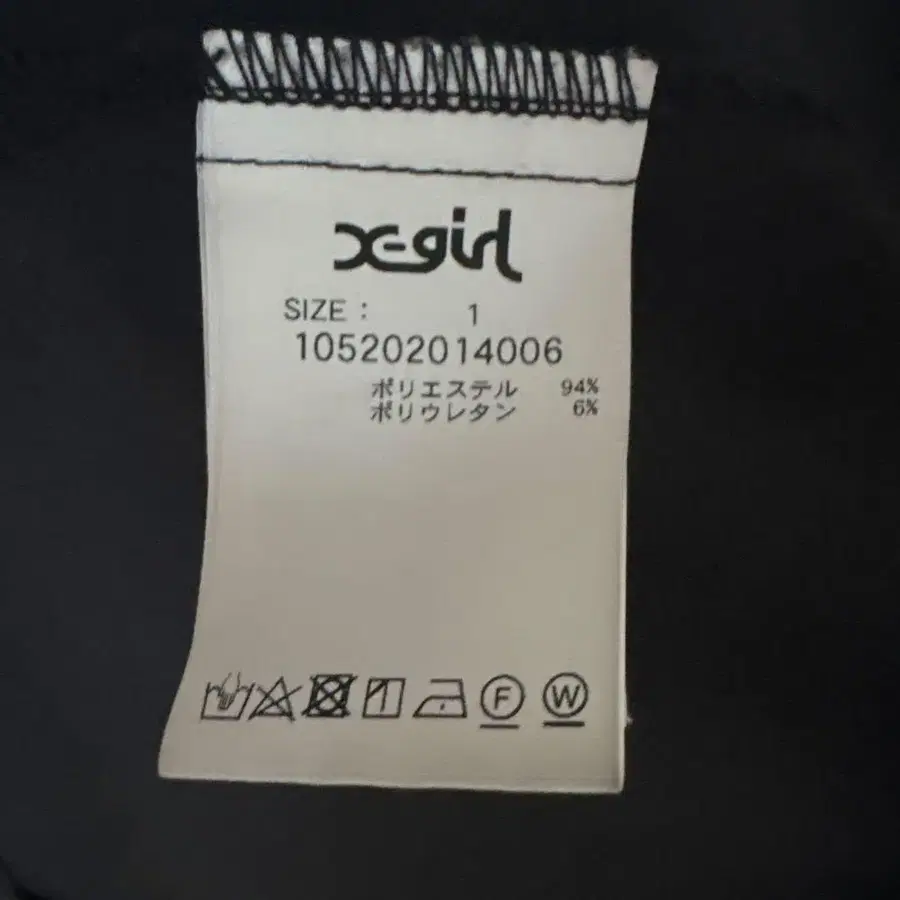 X-girl
SIZE : 1
105202014006
ポリエステル 94%
ポリウレタン 6%
F W